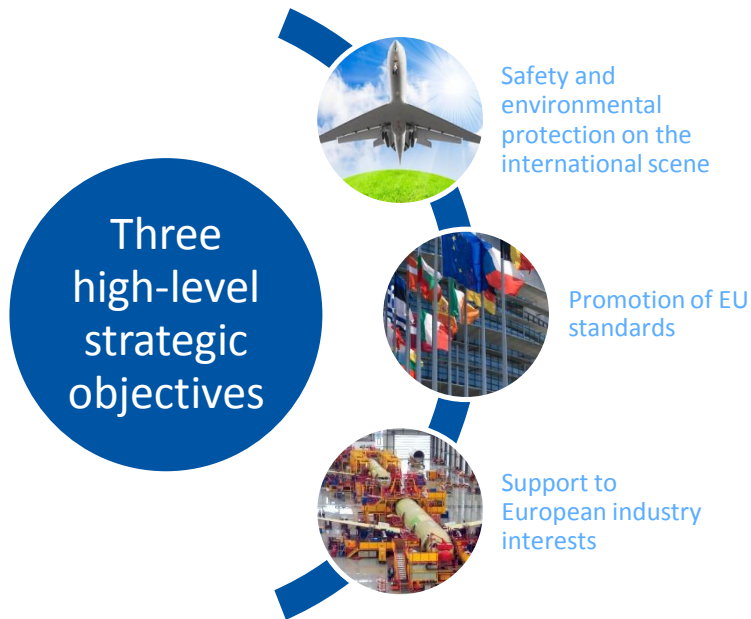 Three
high-level
strategic
objectives
Safety and
environmental
protection on the
international scene
Promotion of EU
standards
Support to
European industry
interests